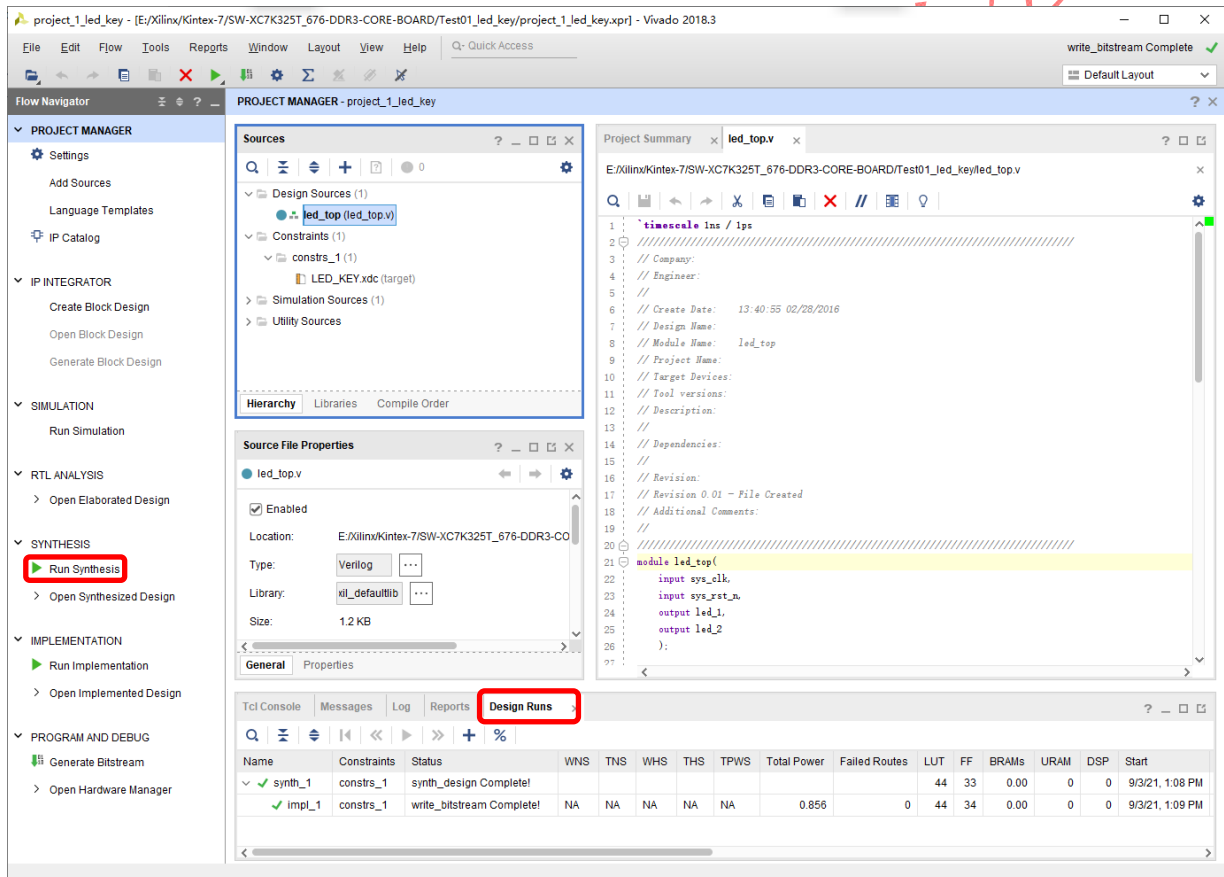 project_1_led_key - [E:/Xilinx/Kintex-7/SW-XC7K325T_676-DDR3-CORE-BOARD/Test01_led_key/project_1_led_key.xpr] - Vivado 2018.3
File Edit Flow Tools Reports Window Layout View Help Q- Quick Access write_bitstream Complete
Default Layout
Flow Navigator
PROJECT MANAGER - project_1_led_key
PROJECT MANAGER
Settings
Add Sources
Language Templates
IP Catalog
IP INTEGRATOR
Create Block Design
Open Block Design
Generate Block Design
SIMULATION
Run Simulation
RTL ANALYSIS
Open Elaborated Design
SYNTHESIS
Run Synthesis
Open Synthesized Design
IMPLEMENTATION
Run Implementation
Open Implemented Design
PROGRAM AND DEBUG
Generate Bitstream
Open Hardware Manager
Sources
0
Design Sources (1)
led_top (led_top.v)
Constraints (1)
constrs_1 (1)
LED_KEY.xdc (target)
Simulation Sources (1)
Utility Sources
Hierarchy Libraries Compile Order
Source File Properties
led_top.v
Enabled
Location: E:/Xilinx/Kintex-7/SW-XC7K325T_676-DDR3-CO
Type: Verilog ...
Library: xil_defaultlib ...
Size: 1.2 KB
General Properties
Project Summary led_top.v
E:/Xilinx/Kintex-7/SW-XC7K325T_676-DDR3-CORE-BOARD/Test01_led_key/led_top.v
1 `timescale 1ns / 1ps
2 //////////////////////////////////////////////////////////////////////////////////
3 // Company:
4 // Engineer:
5 //
6 // Create Date: 13:40:55 02/28/2016
7 // Design Name:
8 // Module Name: led_top
9 // Project Name:
10 // Target Devices:
11 // Tool versions:
12 // Description:
13 //
14 // Dependencies:
15 //
16 // Revision:
17 // Revision 0.01 - File Created
18 // Additional Comments:
19 //
20 //////////////////////////////////////////////////////////////////////////////////
21 module led_top(
22 input sys_clk,
23 input sys_rst_n,
24 output led_1,
25 output led_2
26 );
27
Tcl Console Messages Log Reports Design Runs
Name Constraints Status WNS TNS WHS THS TPWS Total Power Failed Routes LUT FF BRAMs URAM DSP Start
synth_1 constrs_1 synth_design Complete! 44 33 0.00 0 0 9/3/21, 1:08 PM
impl_1 constrs_1 write_bitstream Complete! NA NA NA NA NA 0.856 0 44 34 0.00 0 0 9/3/21, 1:09 PM